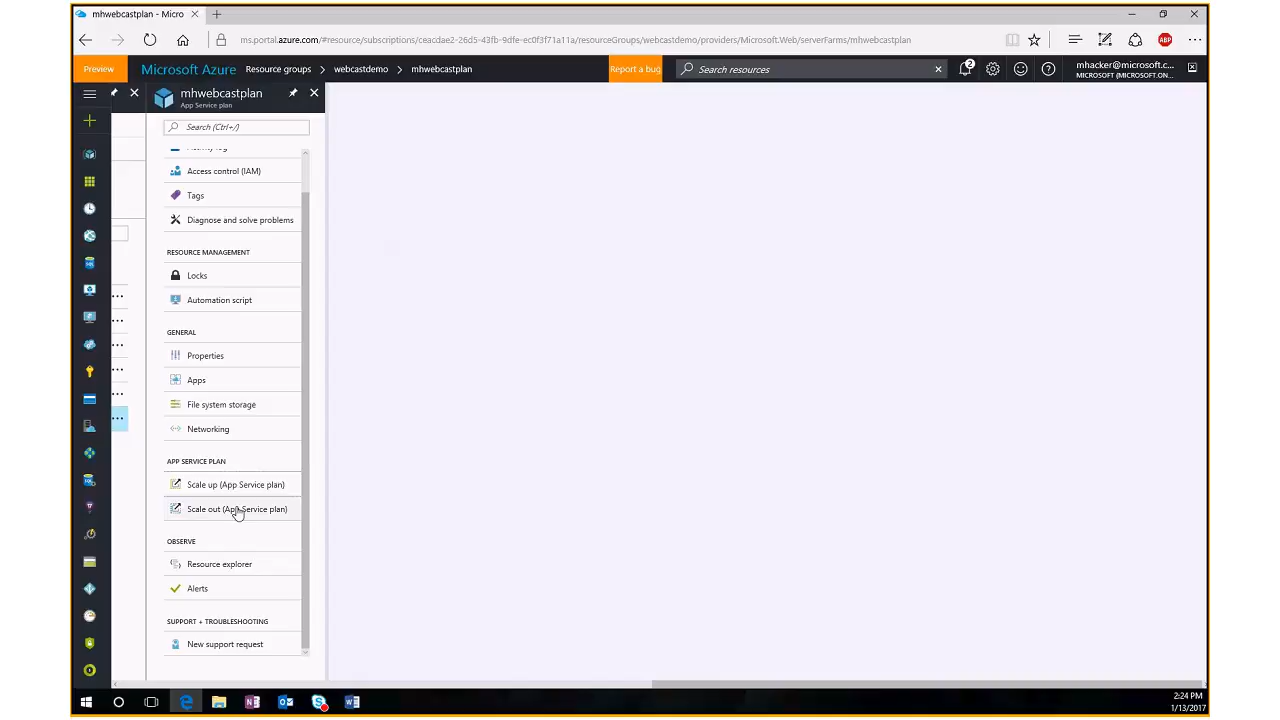 mhwebcastplan - Micro
ms.portal.azure.com/#resource/subscriptions/ceacdae2-26d5-43fb-9dfe-ec0f3f71a11a/resourceGroups/webcastdemo/providers/Microsoft.Web/serverFarms/mhwebcastplan
ABP
Preview
Microsoft Azure
Resource groups
webcastdemo
mhwebcastplan
Report a bug
Search resources
2
mhacker@microsoft.c...
MICROSOFT (MICROSOFT.ON...
mhwebcastplan
App Service plan
Search (Ctrl+/)
Activity log
Access control (IAM)
Tags
Diagnose and solve problems
RESOURCE MANAGEMENT
Locks
Automation script
GENERAL
Properties
Apps
File system storage
Networking
APP SERVICE PLAN
Scale up (App Service plan)
Scale out (App Service plan)
OBSERVE
Resource explorer
Alerts
SUPPORT + TROUBLESHOOTING
New support request
2:24 PM
1/13/2017